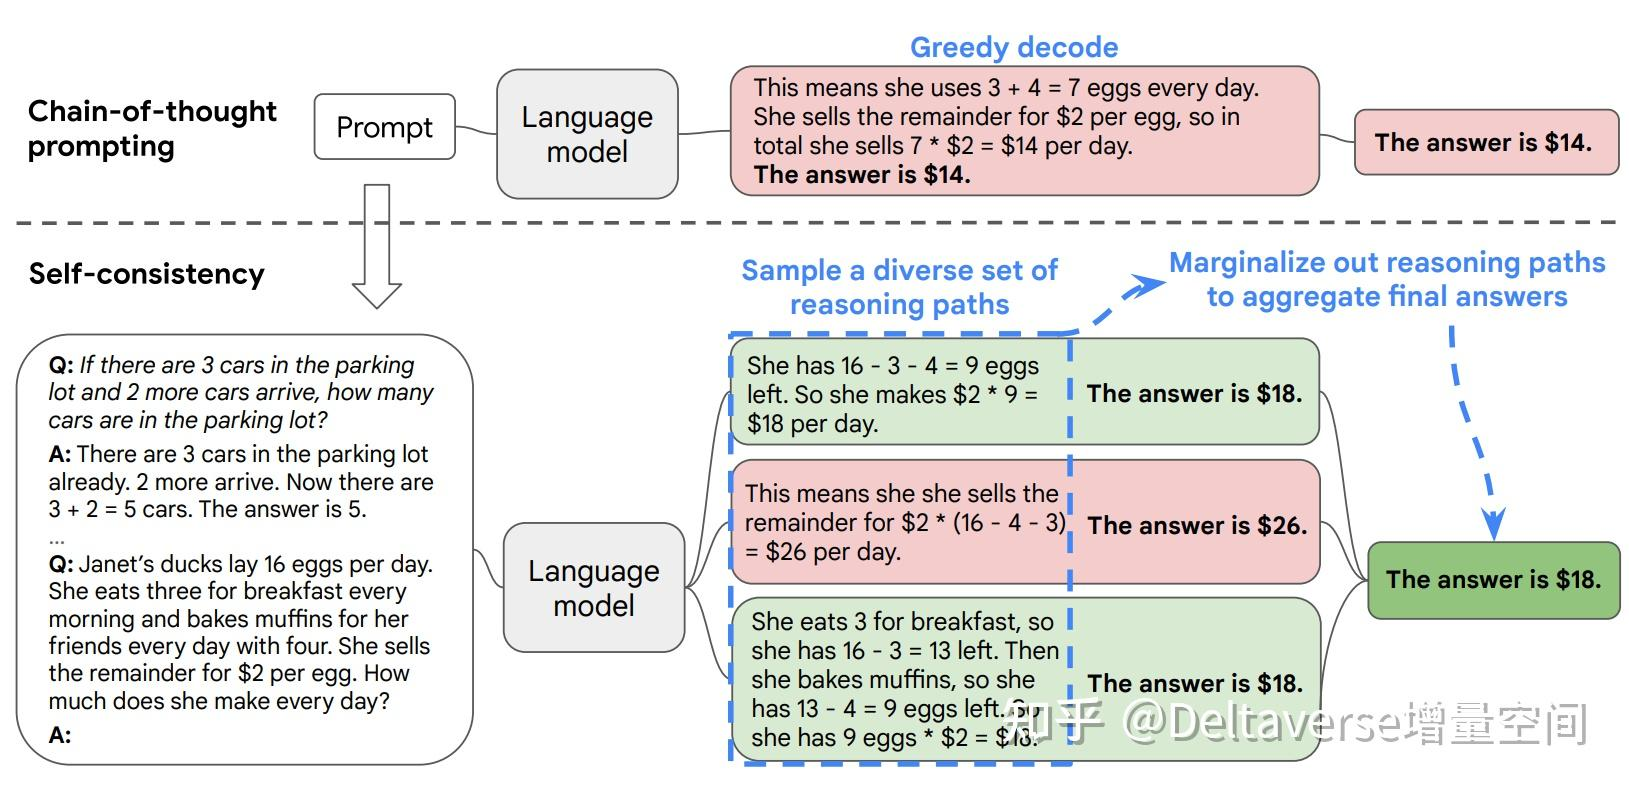 Greedy decode
Chain-of-thought
prompting
Prompt
Language
model
This means she uses 3 + 4 = 7 eggs every day.
She sells the remainder for $2 per egg, so in
total she sells 7 * $2 = $14 per day.
The answer is $14.
The answer is $14.
Self-consistency
Sample a diverse set of
reasoning paths
Marginalize out reasoning paths
to aggregate final answers
Q: If there are 3 cars in the parking
lot and 2 more cars arrive, how many
cars are in the parking lot?
A: There are 3 cars in the parking lot
already. 2 more arrive. Now there are
3 + 2 = 5 cars. The answer is 5.
...
Q: Janet’s ducks lay 16 eggs per day.
She eats three for breakfast every
morning and bakes muffins for her
friends every day with four. She sells
the remainder for $2 per egg. How
much does she make every day?
A:
Language
model
She has 16 - 3 - 4 = 9 eggs
left. So she makes $2 * 9 =
$18 per day.
The answer is $18.
This means she she sells the
remainder for $2 * (16 - 4 - 3)
= $26 per day.
The answer is $26.
She eats 3 for breakfast, so
she has 16 - 3 = 13 left. Then
she bakes muffins, so she
has 13 - 4 = 9 eggs left. So
she has 9 eggs * $2 = $18.
The answer is $18.
The answer is $18.
知乎 @Deltaverse增量空间